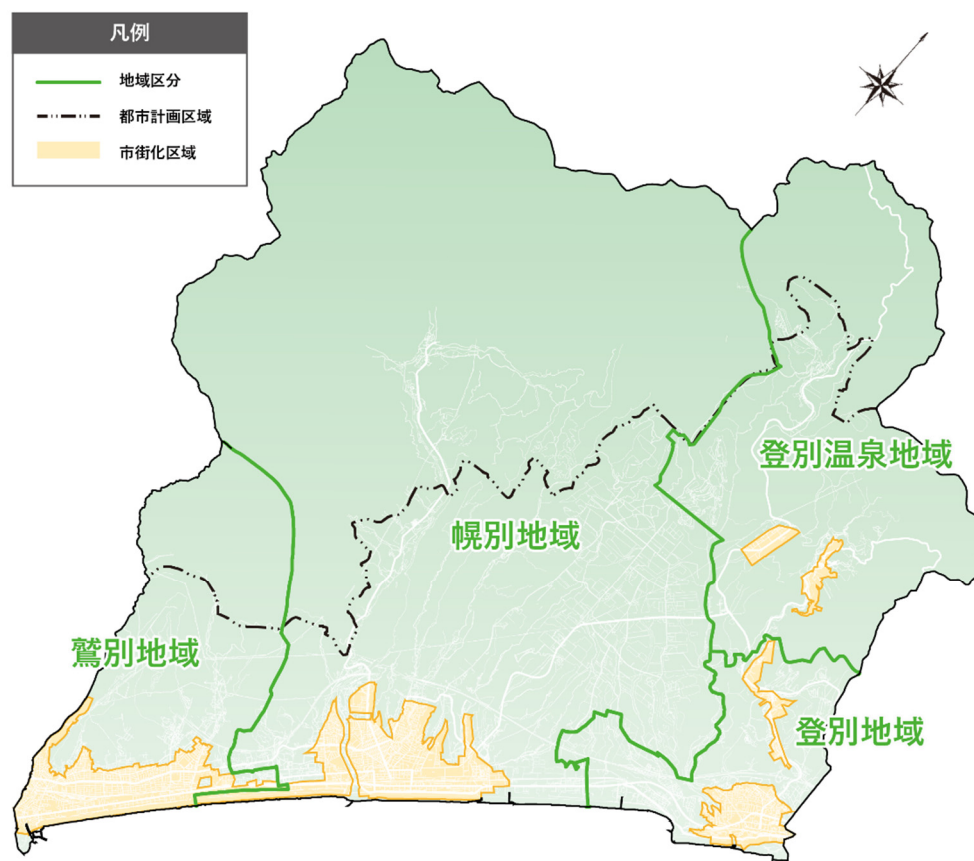 凡例
地域区分
都市計画区域
市街化区域
登別温泉地域
幌別地域
鷲別地域
登別地域